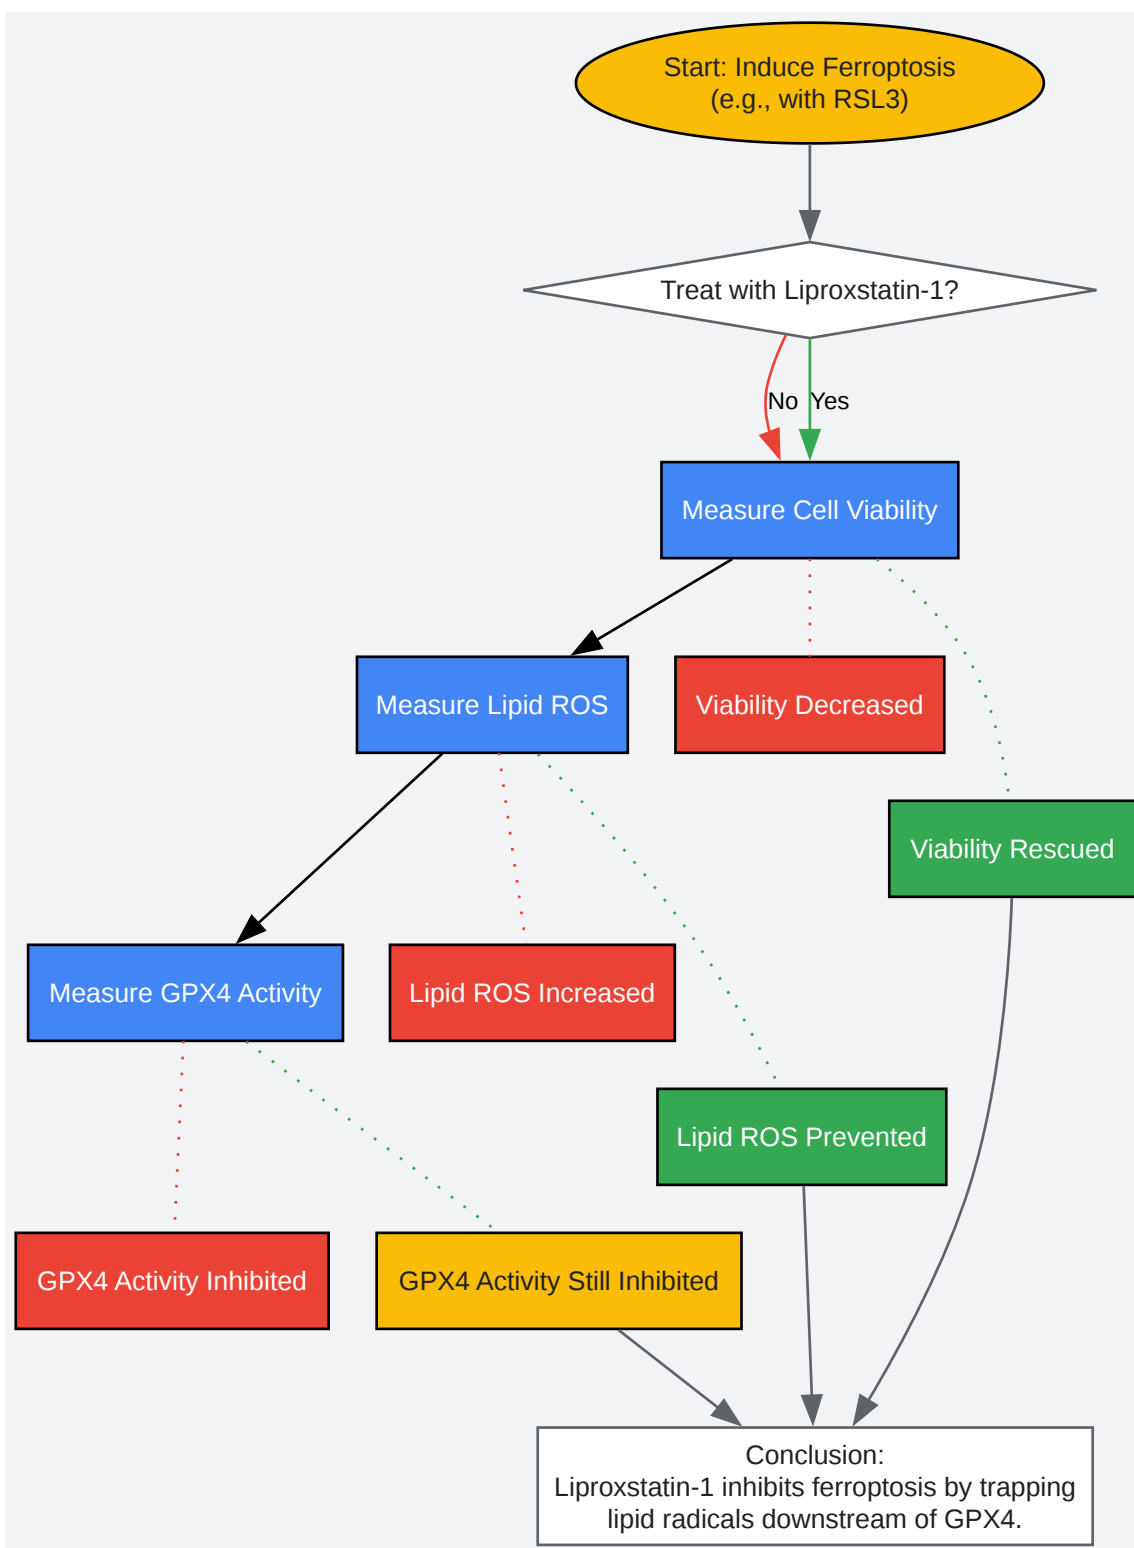 Start: Induce Ferroptosis
(e.g., with RSL3)
Treat with Liproxstatin-1?
No
Yes
Measure Cell Viability
Measure Lipid ROS
Viability Decreased
Viability Rescued
Measure GPX4 Activity
Lipid ROS Increased
Lipid ROS Prevented
GPX4 Activity Inhibited
GPX4 Activity Still Inhibited
Conclusion:
Liproxstatin-1 inhibits ferroptosis by trapping
lipid radicals downstream of GPX4.